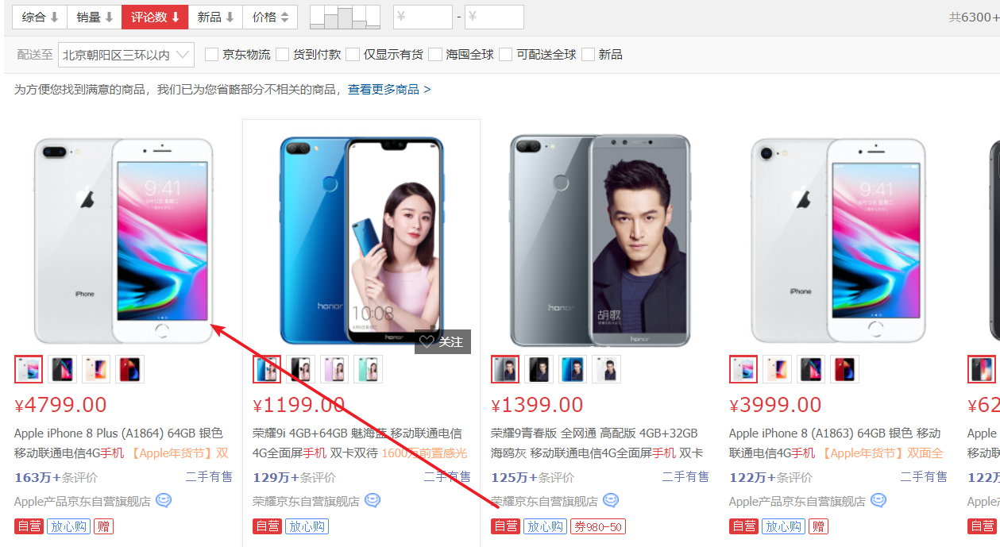 综合 销量 评论数 新品 价格 ¥ - ¥ 共6300+
配送至 北京朝阳区三环以内 京东物流 货到付款 仅显示有货 海囤全球 可配送全球 新品
为方便您找到满意的商品，我们已为您省略部分不相关的商品，查看更多商品 >
9:41
iPhone
honor
10:08
honor
关注
honor
胡歌
honor
9:41
iPhone
¥4799.00
Apple iPhone 8 Plus (A1864) 64GB 银色
移动联通电信4G手机 【Apple年货节】双
163万+条评价 二手有售
Apple产品京东自营旗舰店
自营 放心购 赠
¥1199.00
荣耀9i 4GB+64GB 魅海蓝 移动联通电信
4G全面屏手机 双卡双待 1600万前置感光
129万+条评价 二手有售
荣耀京东自营旗舰店
自营 放心购
¥1399.00
荣耀9青春版 全网通 高配版 4GB+32GB
海鸥灰 移动联通电信4G全面屏手机 双卡
125万+条评价 二手有售
荣耀京东自营旗舰店
自营 放心购 券980-50
¥3999.00
Apple iPhone 8 (A1863) 64GB 银色 移动
联通电信4G手机 【Apple年货节】双面全
122万+条评价 二手有售
Apple产品京东自营旗舰店
自营 放心购 赠
¥62
Apple
移动联
122万
Apple
自营